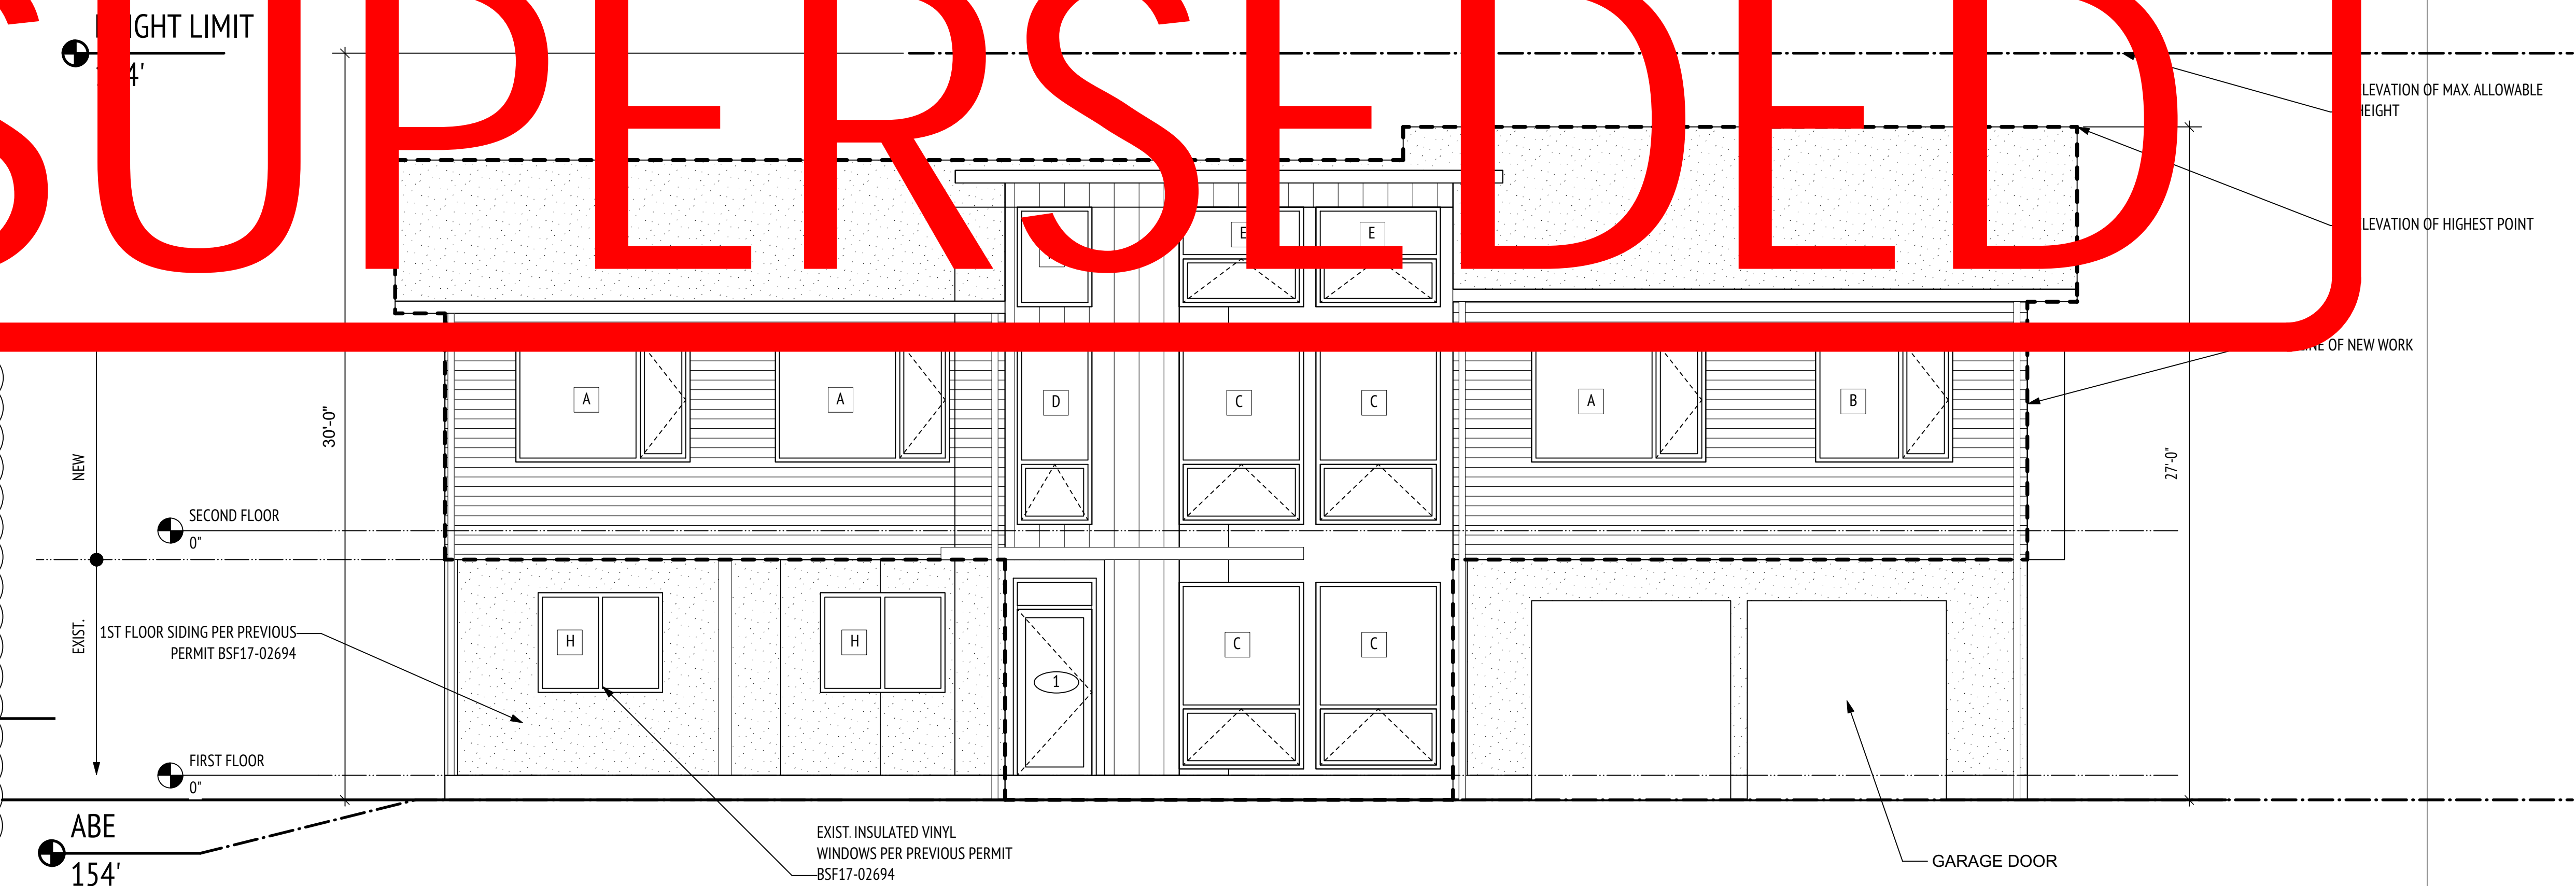 SUPERSEDED
HEIGHT LIMIT
LEVATION OF MAX. ALLOWABLE
HEIGHT
LEVATION OF HIGHEST POINT
E
E
OF NEW WORK
A
A
D
C
C
A
B
30'-0"
27'-0"
NEW
SECOND FLOOR
0"
EXIST.
1ST FLOOR SIDING PER PREVIOUS
PERMIT BSF17-02694
H
H
C
C
1
FIRST FLOOR
0"
ABE
154'
EXIST. INSULATED VINYL
WINDOWS PER PREVIOUS PERMIT
BSF17-02694
GARAGE DOOR